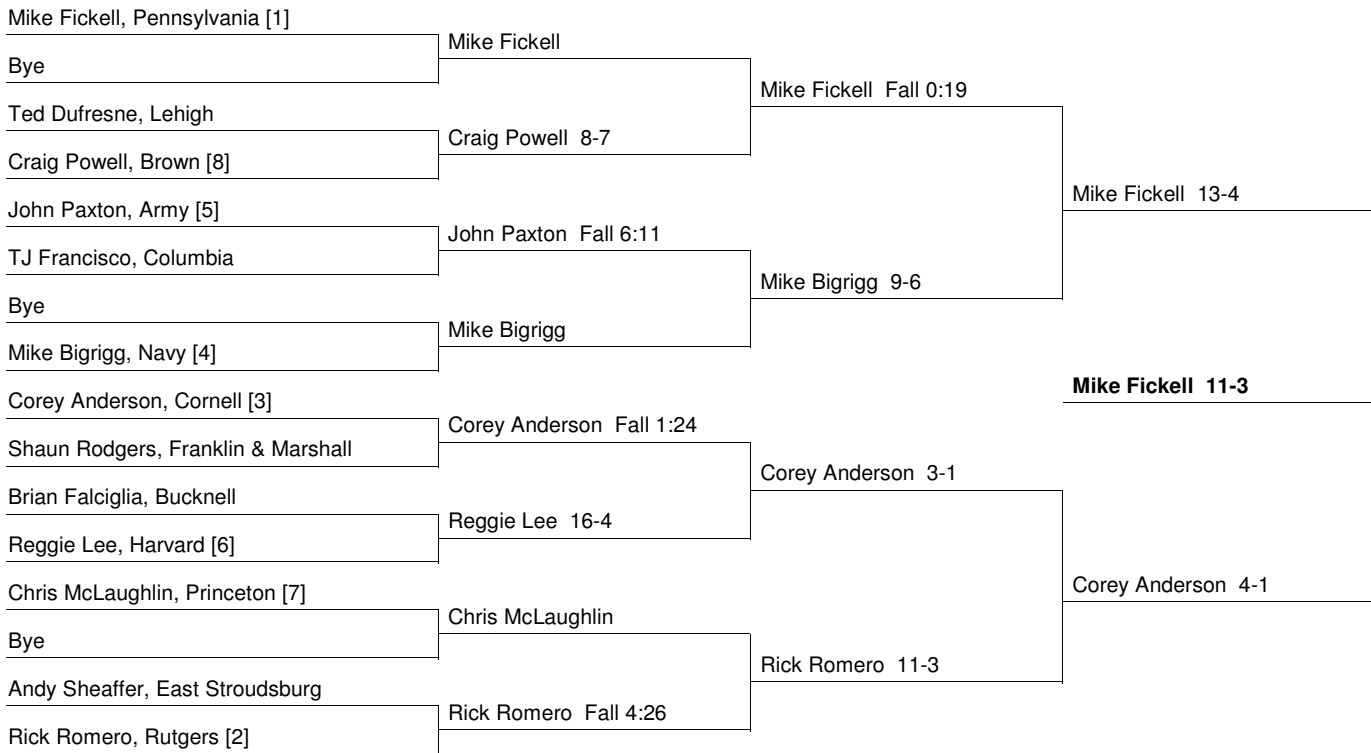 Mike Fickell, Pennsylvania [1]
Bye
Ted Dufresne, Lehigh
Craig Powell, Brown [8]
John Paxton, Army [5]
TJ Francisco, Columbia
Bye
Mike Bigrigg, Navy [4]
Corey Anderson, Cornell [3]
Shaun Rodgers, Franklin & Marshall
Brian Falciglia, Bucknell
Reggie Lee, Harvard [6]
Chris McLaughlin, Princeton [7]
Bye
Andy Sheaffer, East Stroudsburg
Rick Romero, Rutgers [2]
Mike Fickell
Craig Powell 8-7
John Paxton Fall 6:11
Mike Bigrigg
Corey Anderson Fall 1:24
Reggie Lee 16-4
Chris McLaughlin
Rick Romero Fall 4:26
Mike Fickell Fall 0:19
Mike Bigrigg 9-6
Corey Anderson 3-1
Rick Romero 11-3
Mike Fickell 13-4
Mike Fickell 11-3
Corey Anderson 4-1